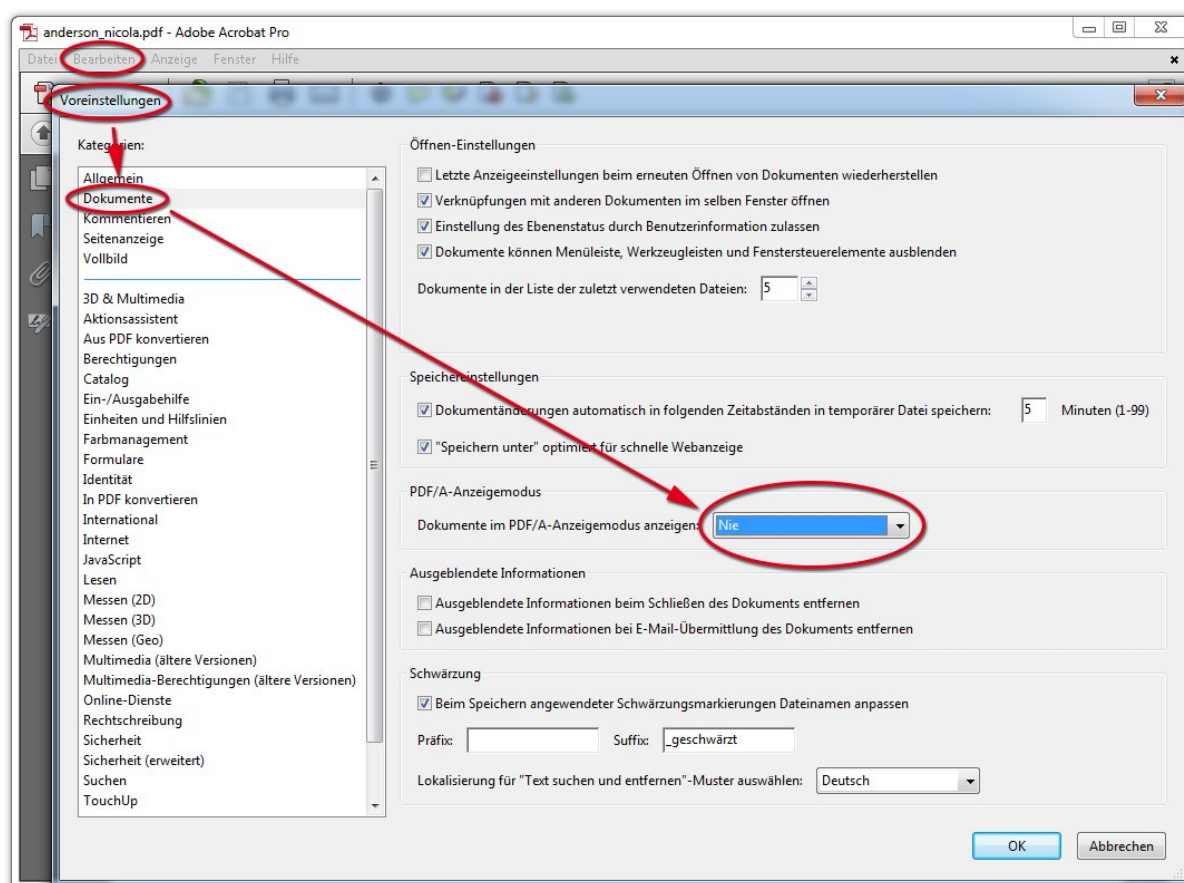 anderson_nicola.pdf - Adobe Acrobat Pro
Datei Bearbeiten Anzeige Fenster Hilfe
Voreinstellungen
Kategorien:
Allgemein
Dokumente
Kommentieren
Seitenanzeige
Vollbild
3D & Multimedia
Aktionsassistent
Aus PDF konvertieren
Berechtigungen
Catalog
Ein-/Ausgabehilfe
Einheiten und Hilfslinien
Farbmanagement
Formulare
Identität
In PDF konvertieren
International
Internet
JavaScript
Lesen
Messen (2D)
Messen (3D)
Messen (Geo)
Multimedia (ältere Versionen)
Multimedia-Berechtigungen (ältere Versionen)
Online-Dienste
Rechtschreibung
Sicherheit
Sicherheit (erweitert)
Suchen
TouchUp
Öffnen-Einstellungen
Letzte Anzeigeeinstellungen beim erneuten Öffnen von Dokumenten wiederherstellen
Verknüpfungen mit anderen Dokumenten im selben Fenster öffnen
Einstellung des Ebenenstatus durch Benutzerinformation zulassen
Dokumente können Menüleiste, Werkzeugleisten und Fenstersteuerelemente ausblenden
Dokumente in der Liste der zuletzt verwendeten Dateien: 5
Speichereinstellungen
Dokumentänderungen automatisch in folgenden Zeitabständen in temporärer Datei speichern: 5 Minuten (1-99)
"Speichern unter" optimiert für schnelle Webanzeige
PDF/A-Anzeigemodus
Dokumente im PDF/A-Anzeigemodus anzeigen: Nie
Ausgeblendete Informationen
Ausgeblendete Informationen beim Schließen des Dokuments entfernen
Ausgeblendete Informationen bei E-Mail-Übermittlung des Dokuments entfernen
Schwärzung
Beim Speichern angewendeter Schwärzungsmarkierungen Dateinamen anpassen
Präfix: Suffix: _geschwärzt
Lokalisierung für "Text suchen und entfernen"-Muster auswählen: Deutsch
OK Abbrechen